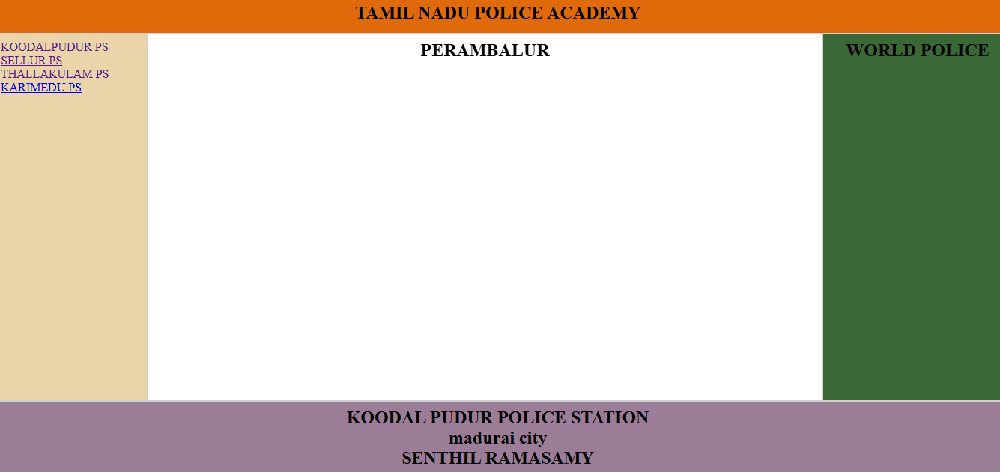 TAMIL NADU POLICE ACADEMY
KOODALPUDUR PS
SELLUR PS
THALLAKULAM PS
KARIMEDU PS
PERAMBALUR
WORLD POLICE
KOODAL PUDUR POLICE STATION
madurai city
SENTHIL RAMASAMY